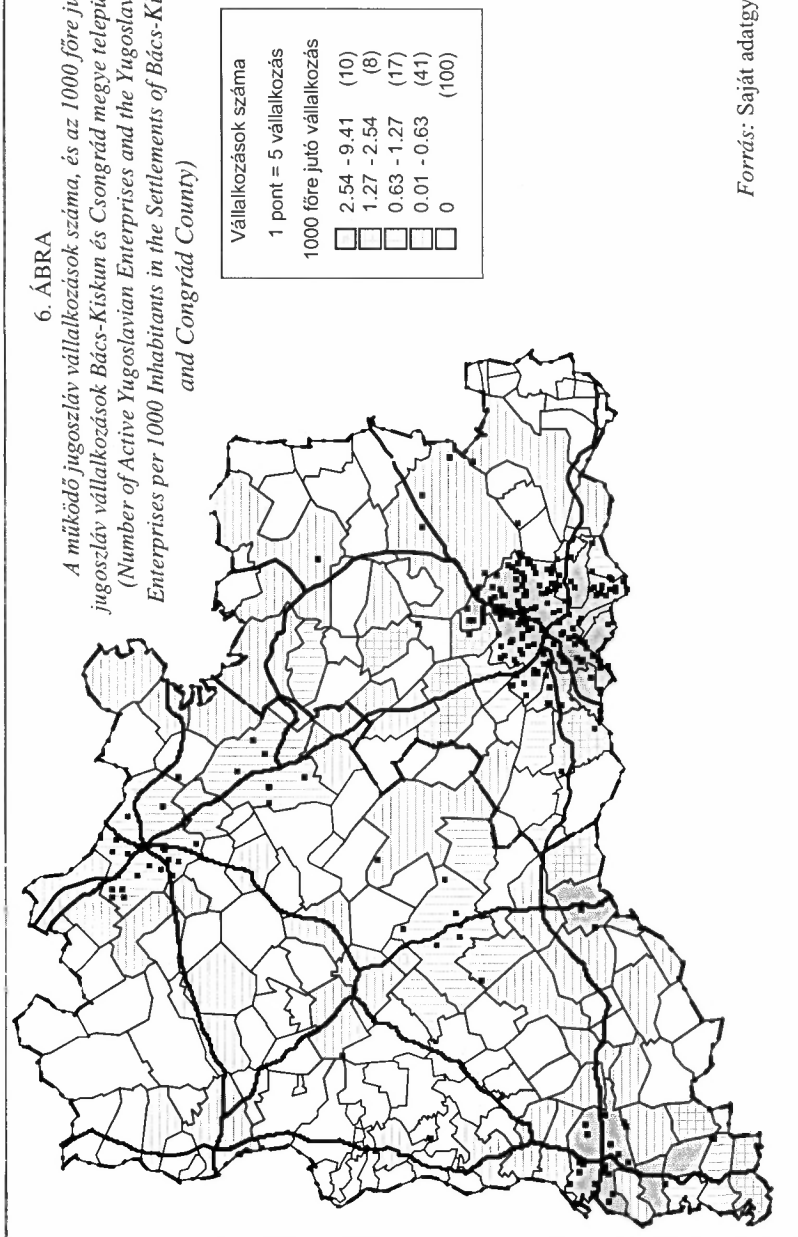 6. ÁBRA
A működő jugoszláv vállalkozások száma, és az 1000 főre ju
jugoszláv vállalkozások Bács-Kiskun és Csongrád megye telepü
(Number of Active Yugoslavian Enterprises and the Yugoslav
Enterprises per 1000 Inhabitants in the Settlements of Bács-Ki
and Congrád County)
Vállalkozások száma
1 pont = 5 vállalkozás
1000 főre jutó vállalkozás
2.54 - 9.41 (10)
1.27 - 2.54 (8)
0.63 - 1.27 (17)
0.01 - 0.63 (41)
0 (100)
Forrás: Saját adatgy